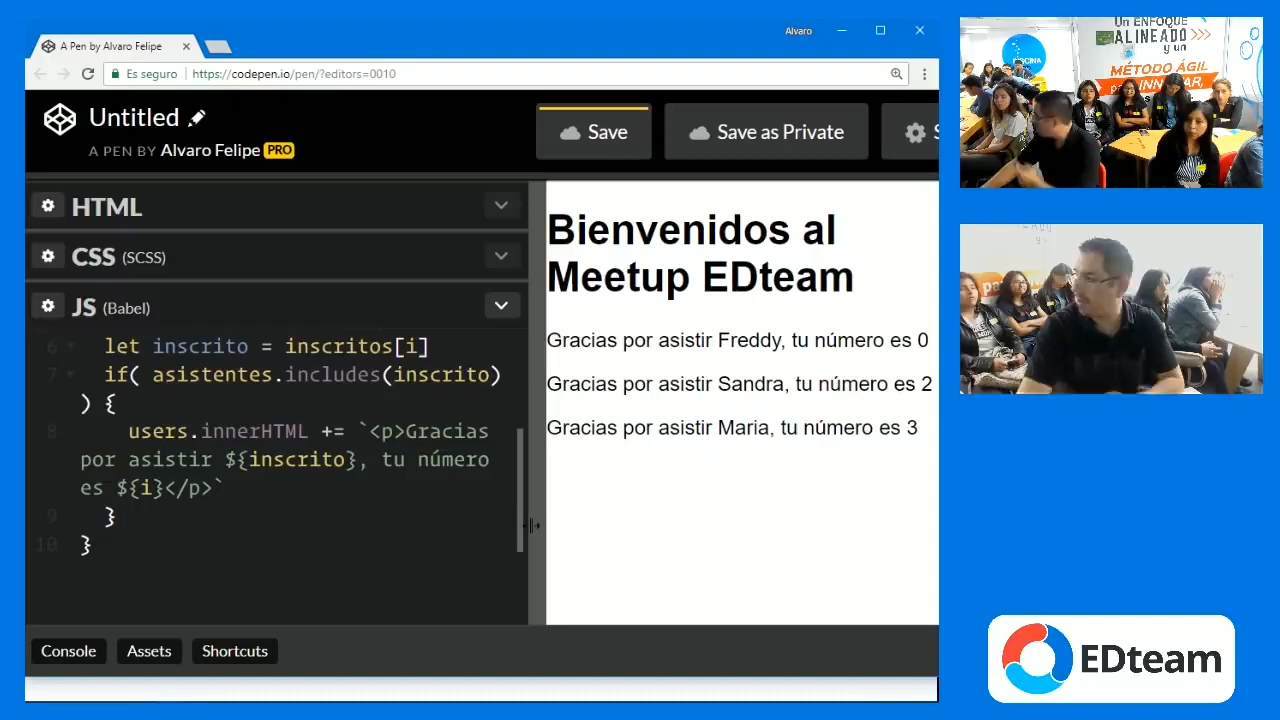 A Pen by Alvaro Felipe
Alvaro
Es seguro
https://codepen.io/pen/?editors=0010
Untitled
A PEN BY Alvaro Felipe PRO
Save
Save as Private
S
HTML
CSS (SCSS)
JS (Babel)
6 let inscrito = inscritos[i]
7 if( asistentes.includes(inscrito)
) {
8 users.innerHTML += `<p>Gracias
por asistir ${inscrito}, tu número
es ${i}</p>`
9 }
10 }
Bienvenidos al
Meetup EDteam
Gracias por asistir Freddy, tu número es 0
Gracias por asistir Sandra, tu número es 2
Gracias por asistir Maria, tu número es 3
Console
Assets
Shortcuts
Un ENFOQUE
ALINEADO
y un
MÉTODO ÁGIL
EDteam